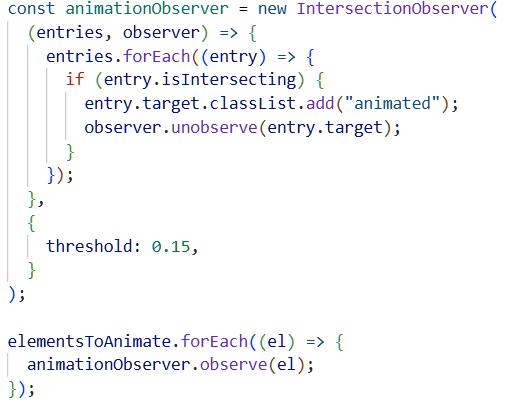 const animationObserver = new IntersectionObserver(
  (entries, observer) => {
    entries.forEach((entry) => {
      if (entry.isIntersecting) {
        entry.target.classList.add("animated");
        observer.unobserve(entry.target);
      }
    });
  },
  {
    threshold: 0.15,
  }
);

elementsToAnimate.forEach((el) => {
  animationObserver.observe(el);
});